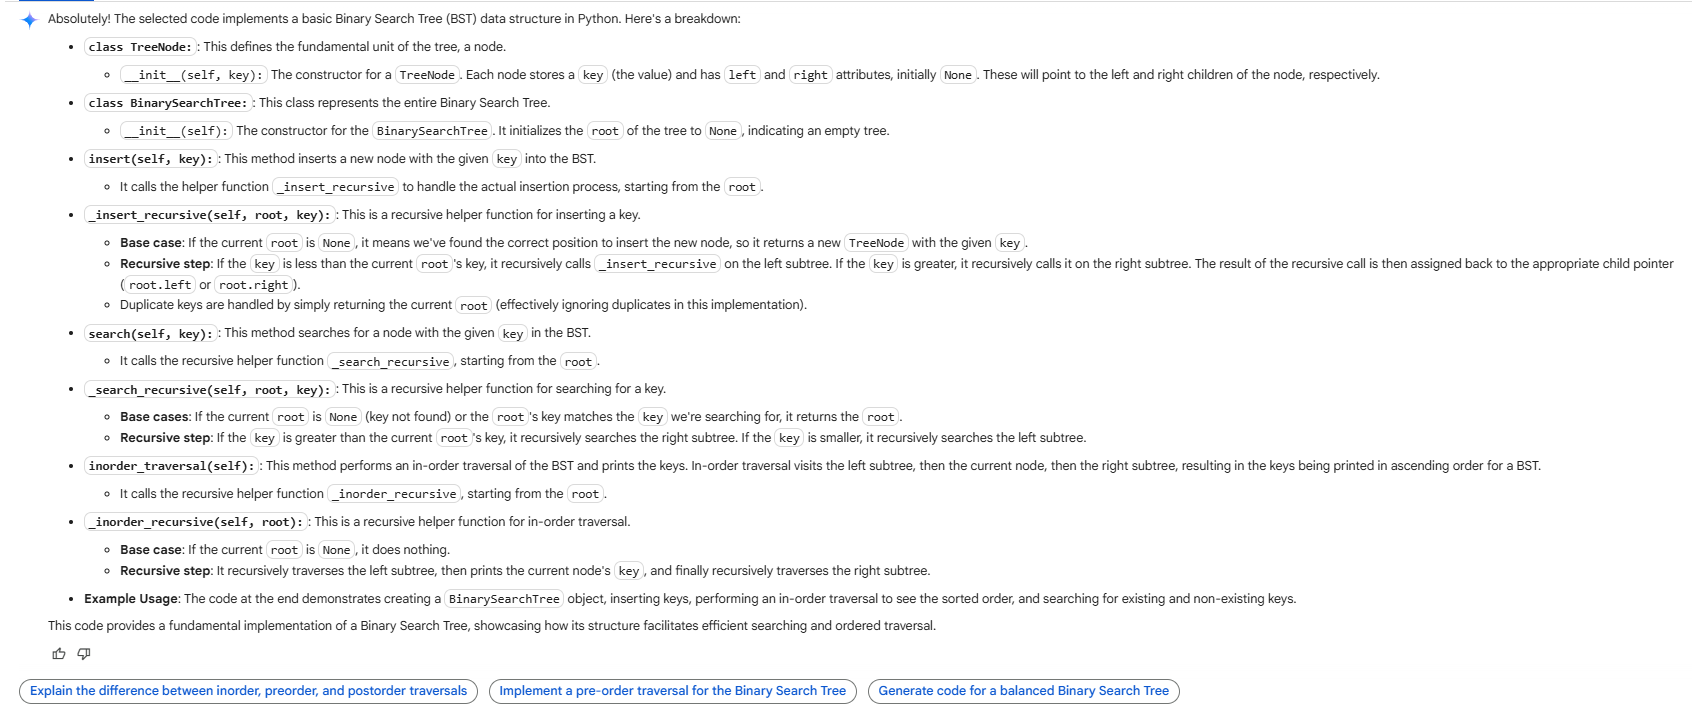 Absolutely! The selected code implements a basic Binary Search Tree (BST) data structure in Python. Here's a breakdown:
• class TreeNode: : This defines the fundamental unit of the tree, a node.
◦ __init__(self, key): The constructor for a TreeNode. Each node stores a key (the value) and has left and right attributes, initially None. These will point to the left and right children of the node, respectively.
• class BinarySearchTree: : This class represents the entire Binary Search Tree.
◦ __init__(self): The constructor for the BinarySearchTree. It initializes the root of the tree to None, indicating an empty tree.
• insert(self, key): : This method inserts a new node with the given key into the BST.
◦ It calls the helper function _insert_recursive to handle the actual insertion process, starting from the root.
• _insert_recursive(self, root, key): : This is a recursive helper function for inserting a key.
◦ Base case: If the current root is None, it means we've found the correct position to insert the new node, so it returns a new TreeNode with the given key.
◦ Recursive step: If the key is less than the current root's key, it recursively calls _insert_recursive on the left subtree. If the key is greater, it recursively calls it on the right subtree. The result of the recursive call is then assigned back to the appropriate child pointer
(root.left or root.right).
◦ Duplicate keys are handled by simply returning the current root (effectively ignoring duplicates in this implementation).
• search(self, key): : This method searches for a node with the given key in the BST.
◦ It calls the recursive helper function _search_recursive, starting from the root.
• _search_recursive(self, root, key): : This is a recursive helper function for searching for a key.
◦ Base cases: If the current root is None (key not found) or the root's key matches the key we're searching for, it returns the root.
◦ Recursive step: If the key is greater than the current root's key, it recursively searches the right subtree. If the key is smaller, it recursively searches the left subtree.
• inorder_traversal(self): : This method performs an in-order traversal of the BST and prints the keys. In-order traversal visits the left subtree, then the current node, then the right subtree, resulting in the keys being printed in ascending order for a BST.
◦ It calls the recursive helper function _inorder_recursive, starting from the root.
• _inorder_recursive(self, root): : This is a recursive helper function for in-order traversal.
◦ Base case: If the current root is None, it does nothing.
◦ Recursive step: It recursively traverses the left subtree, then prints the current node's key, and finally recursively traverses the right subtree.
• Example Usage: The code at the end demonstrates creating a BinarySearchTree object, inserting keys, performing an in-order traversal to see the sorted order, and searching for existing and non-existing keys.
This code provides a fundamental implementation of a Binary Search Tree, showcasing how its structure facilitates efficient searching and ordered traversal.
Explain the difference between inorder, preorder, and postorder traversals Implement a pre-order traversal for the Binary Search Tree Generate code for a balanced Binary Search Tree